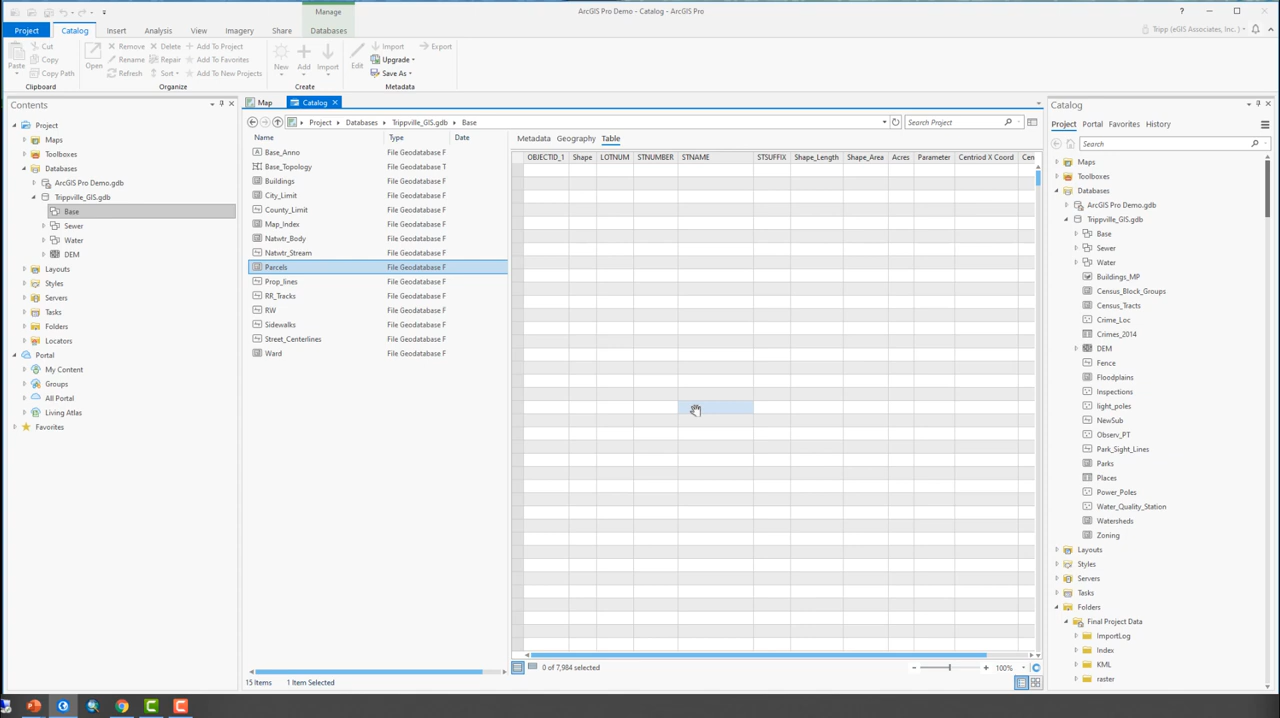 ArcGIS Pro Demo - Catalog - ArcGIS Pro
Manage
Project Catalog Insert Analysis View Imagery Share Databases
Tripp (eGIS Associates, Inc.)
Paste
Cut
Copy
Copy Path
Clipboard
Open
Remove Delete Add To Project
Rename Repair Add To Favorites
Refresh Sort Add To New Projects
Organize
New Add Import
Create
Edit
Import Export
Upgrade
Save As
Metadata
Contents
Project
Maps
Toolboxes
Databases
ArcGIS Pro Demo.gdb
Trippville_GIS.gdb
Base
Sewer
Water
DEM
Layouts
Styles
Servers
Tasks
Folders
Locators
Portal
My Content
Groups
All Portal
Living Atlas
Favorites
Map Catalog
Project Databases Trippville_GIS.gdb Base
Search Project
Name Type Date
Base_Anno File Geodatabase F
Base_Topology File Geodatabase T
Buildings File Geodatabase F
City_Limit File Geodatabase F
County_Limit File Geodatabase F
Map_Index File Geodatabase F
Natwtr_Body File Geodatabase F
Natwtr_Stream File Geodatabase F
Parcels File Geodatabase F
Prop_lines File Geodatabase F
RR_Tracks File Geodatabase F
RW File Geodatabase F
Sidewalks File Geodatabase F
Street_Centerlines File Geodatabase F
Ward File Geodatabase F
15 Items 1 Item Selected
Metadata Geography Table
OBJECTID_1 Shape LOTNUM STNUMBER STNAME STSUFFIX Shape_Length Shape_Area Acres Parameter Centriod X Coord Cen
0 of 7,984 selected
100%
Catalog
Project Portal Favorites History
Search
Maps
Toolboxes
Databases
ArcGIS Pro Demo.gdb
Trippville_GIS.gdb
Base
Sewer
Water
Buildings_MP
Census_Block_Groups
Census_Tracts
Crime_Loc
Crimes_2014
DEM
Fence
Floodplains
Inspections
light_poles
NewSub
Observ_PT
Park_Sight_Lines
Parks
Places
Power_Poles
Water_Quality_Station
Watersheds
Zoning
Layouts
Styles
Servers
Tasks
Folders
Final Project Data
ImportLog
Index
KML
raster